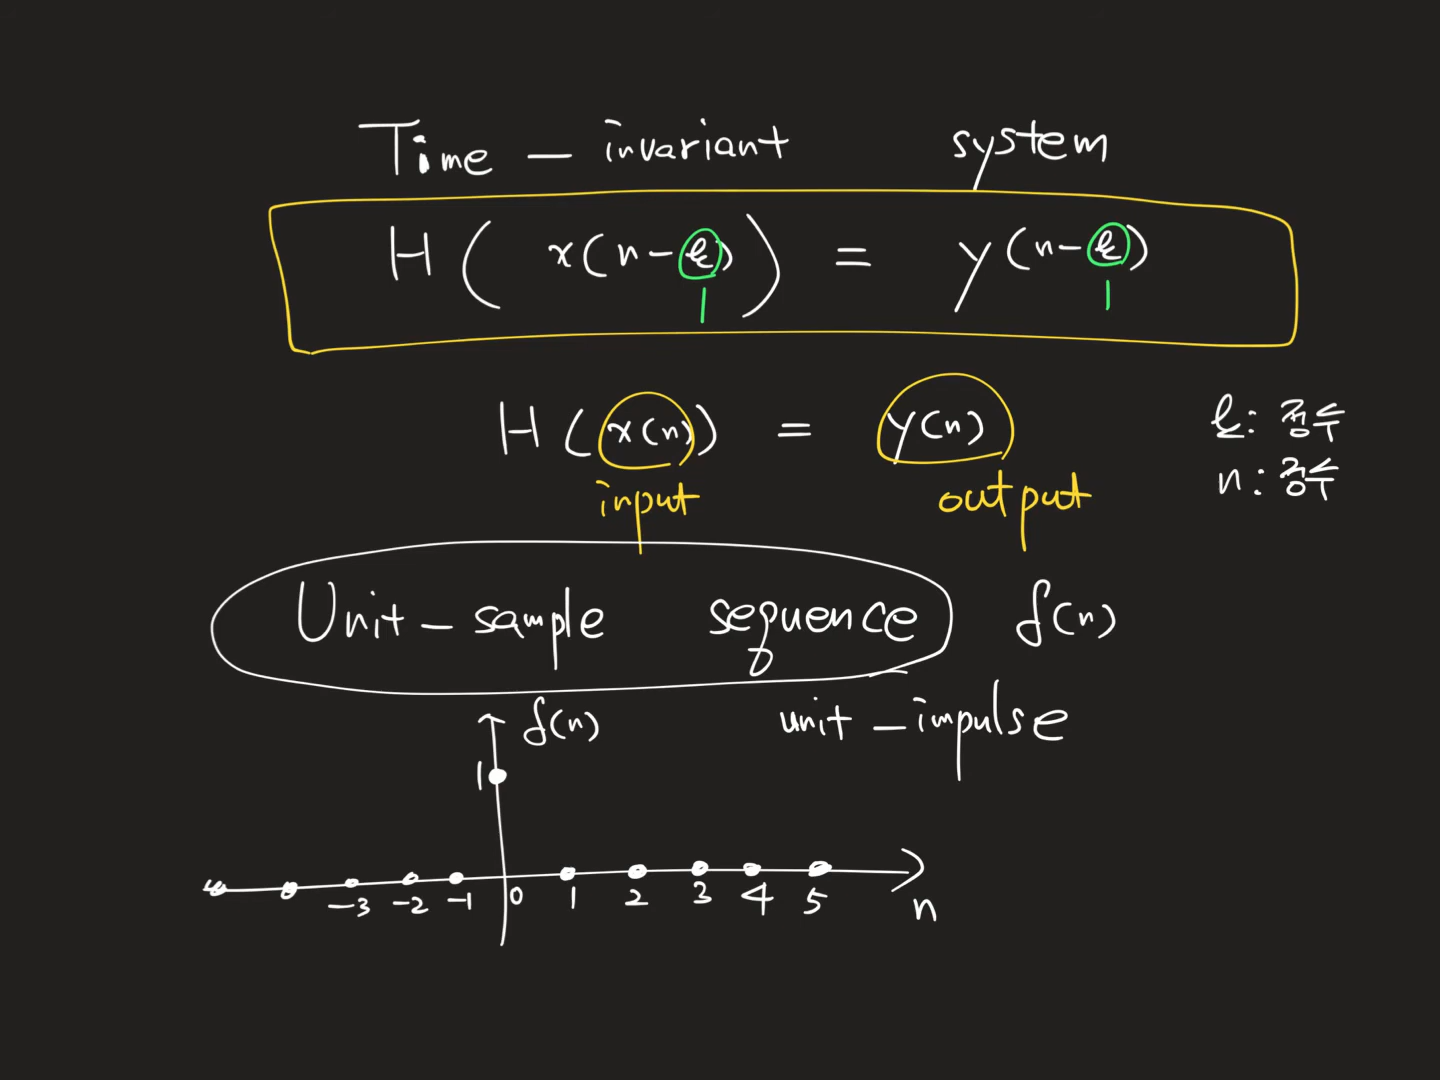 Time - invariant system
H( x(n-k) ) = y(n-k)
1 1
H(x(n)) = y(n)
input output
k: 정수
n: 정수
Unit-sample sequence δ(n)
unit-impulse
δ(n)
1
-3 -2 -1 0 1 2 3 4 5 n